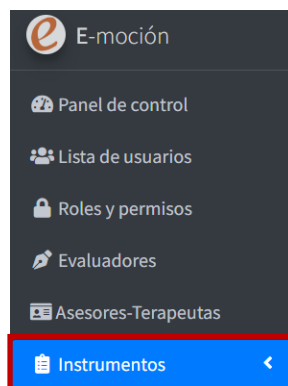 e E-moción
Panel de control
Lista de usuarios
Roles y permisos
Evaluadores
Asesores-Terapeutas
Instrumentos